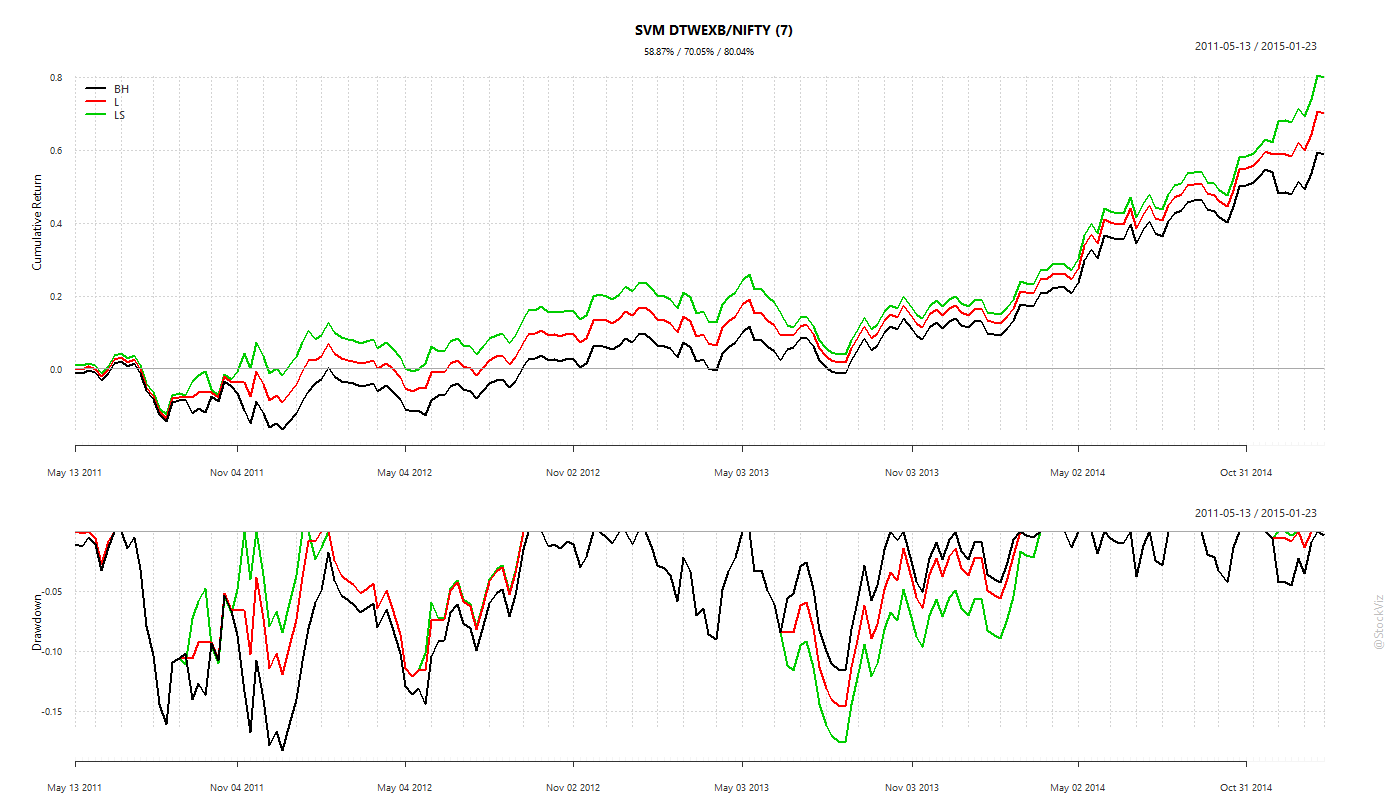 SVM DTWEXB/NIFTY (7)
58.87% / 70.05% / 80.04%
2011-05-13 / 2015-01-23
BH
L
LS
Cumulative Return
0.8
0.6
0.4
0.2
0.0
May 13 2011
Nov 04 2011
May 04 2012
Nov 02 2012
May 03 2013
Nov 03 2013
May 02 2014
Oct 31 2014
2011-05-13 / 2015-01-23
Drawdown
-0.05
-0.10
-0.15
May 13 2011
Nov 04 2011
May 04 2012
Nov 02 2012
May 03 2013
Nov 03 2013
May 02 2014
Oct 31 2014
@StockViz